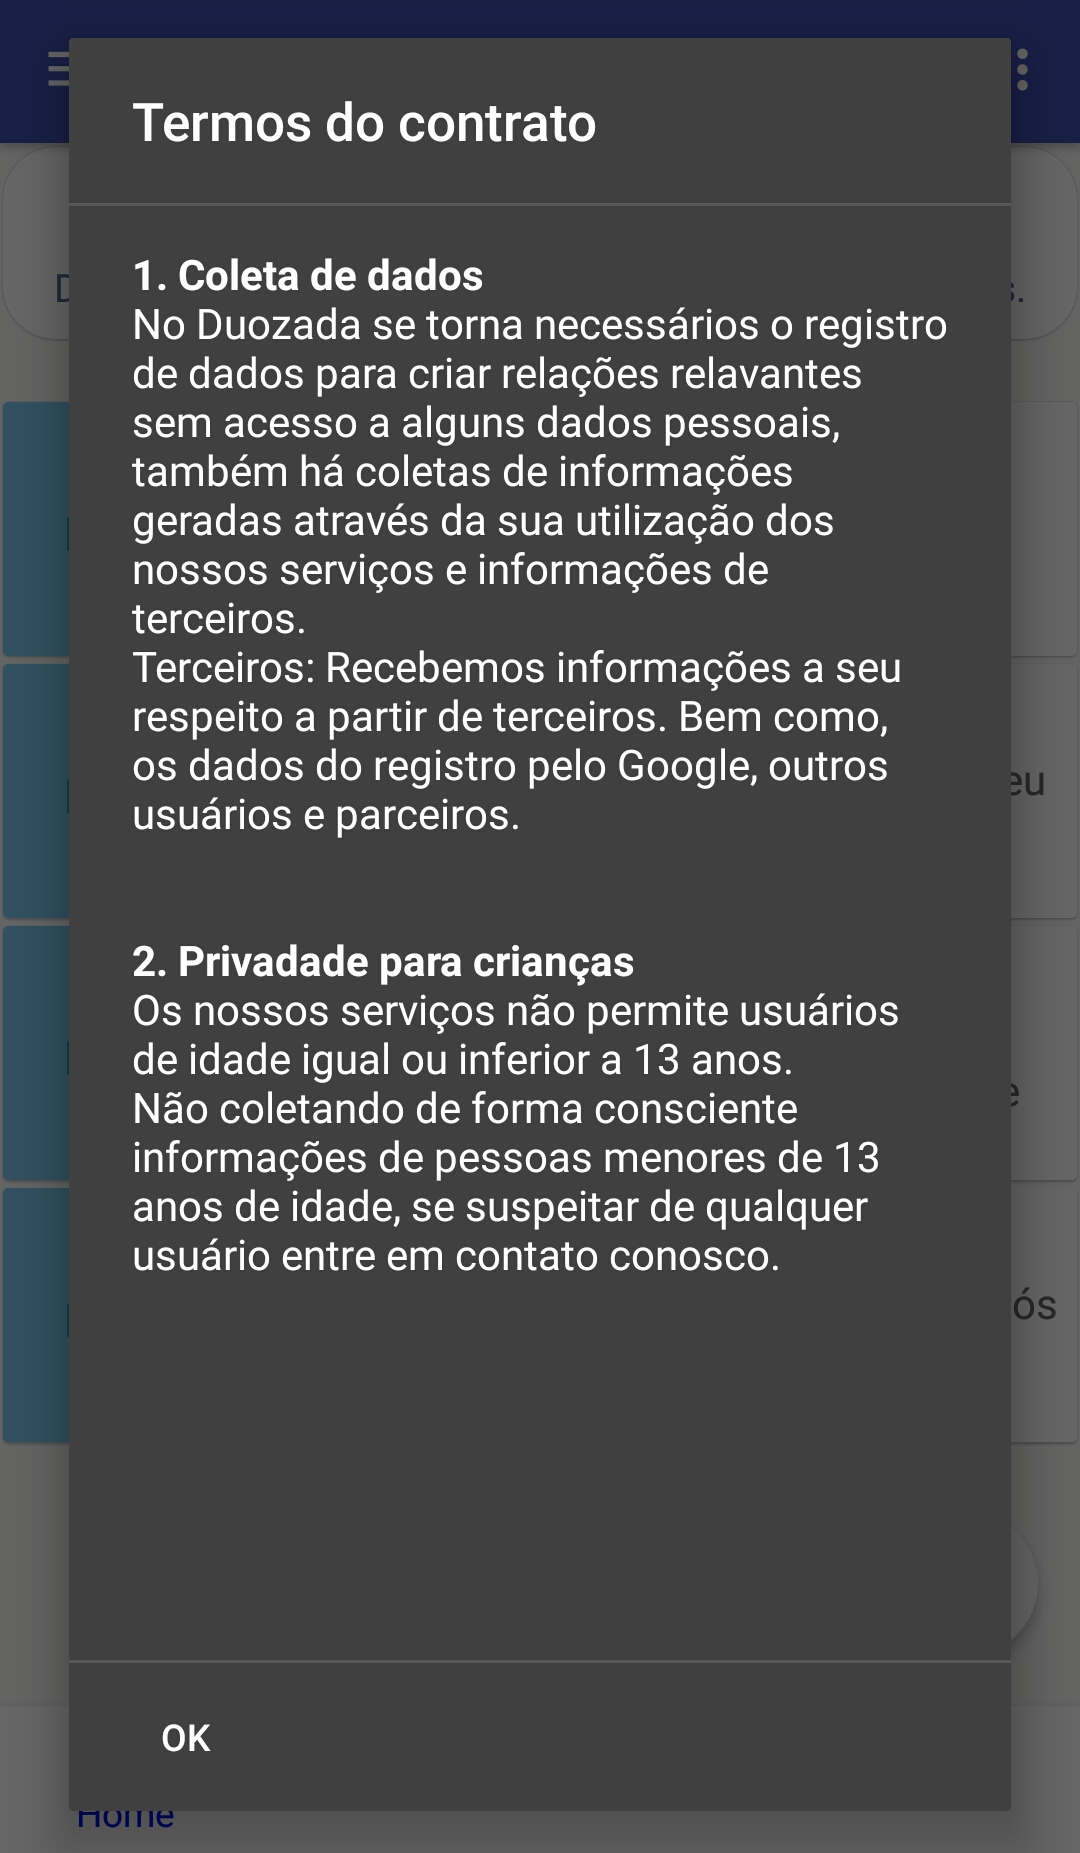 Termos do contrato
1. Coleta de dados
No Duozada se torna necessários o registro
de dados para criar relações relavantes
sem acesso a alguns dados pessoais,
também há coletas de informações
geradas através da sua utilização dos
nossos serviços e informações de
terceiros.
Terceiros: Recebemos informações a seu
respeito a partir de terceiros. Bem como,
os dados do registro pelo Google, outros
usuários e parceiros.
2. Privadade para crianças
Os nossos serviços não permite usuários
de idade igual ou inferior a 13 anos.
Não coletando de forma consciente
informações de pessoas menores de 13
anos de idade, se suspeitar de qualquer
usuário entre em contato conosco.
OK
Home